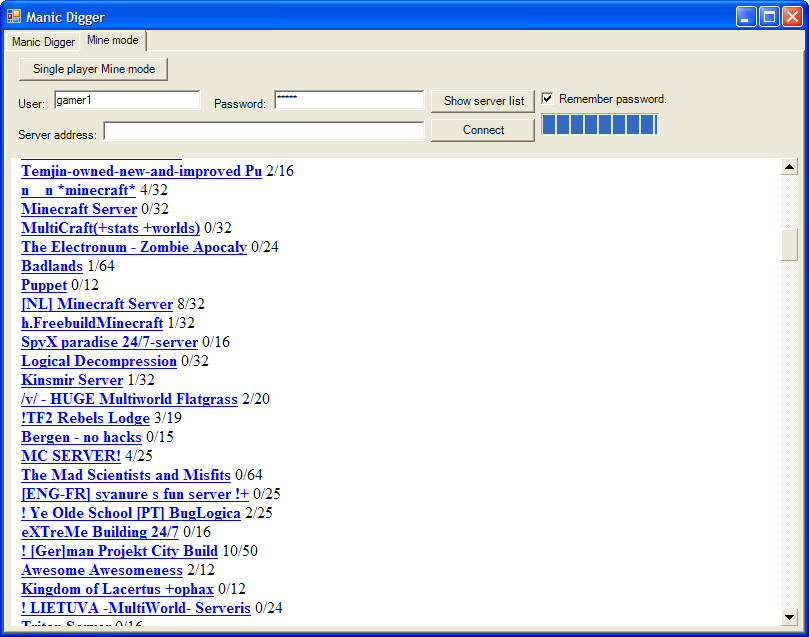 Manic Digger
Manic Digger Mine mode
Single player Mine mode
User: gamer1 Password: ***** Show server list Remember password.
Server address: Connect
Temjin-owned-new-and-improved Pu 2/16
n__n *minecraft* 4/32
Minecraft Server 0/32
MultiCraft(+stats +worlds) 0/32
The Electronum - Zombie Apocaly 0/24
Badlands 1/64
Puppet 0/12
[NL] Minecraft Server 8/32
h.FreebuildMinecraft 1/32
SpyX paradise 24/7-server 0/16
Logical Decompression 0/32
Kinsmir Server 1/32
/v/ - HUGE Multiworld Flatgrass 2/20
!TF2 Rebels Lodge 3/19
Bergen - no hacks 0/15
MC SERVER! 4/25
The Mad Scientists and Misfits 0/64
[ENG-FR] syanure s fun server !+ 0/25
! Ye Olde School [PT] BugLogica 2/25
eXTreMe Building 24/7 0/16
! [Ger]man Projekt City Build 10/50
Awesome Awesomeness 2/12
Kingdom of Lacertus +ophax 0/12
! LIETUVA -MultiWorld- Serveris 0/24
Triton Server 0/16